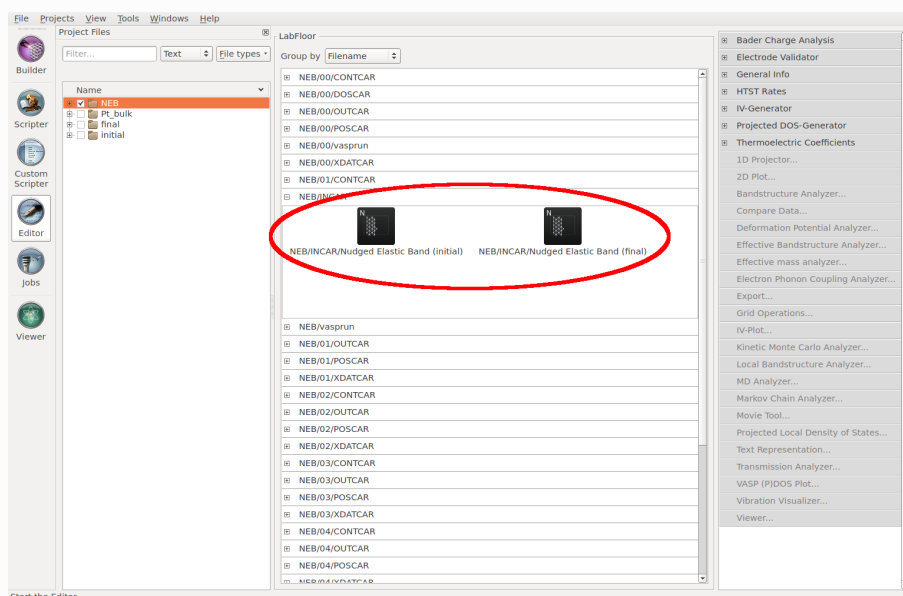 File Projects View Tools Windows Help
Builder
Scripter
Custom
Scripter
Editor
Jobs
Viewer
Project Files
Filter...
Text
File types
Name
NEB
Pt_bulk
final
initial
LabFloor
Group by Filename
NEB/00/CONTCAR
NEB/00/DOSCAR
NEB/00/OUTCAR
NEB/00/POSCAR
NEB/00/vasprun
NEB/00/XDATCAR
NEB/01/CONTCAR
NEB/INCAR
N N
NEB/INCAR/Nudged Elastic Band (initial) NEB/INCAR/Nudged Elastic Band (final)
NEB/vasprun
NEB/01/OUTCAR
NEB/01/POSCAR
NEB/01/XDATCAR
NEB/02/CONTCAR
NEB/02/OUTCAR
NEB/02/POSCAR
NEB/02/XDATCAR
NEB/03/CONTCAR
NEB/03/OUTCAR
NEB/03/POSCAR
NEB/03/XDATCAR
NEB/04/CONTCAR
NEB/04/OUTCAR
NEB/04/POSCAR
NEB/04/XDATCAR
Bader Charge Analysis
Electrode Validator
General Info
HTST Rates
IV-Generator
Projected DOS-Generator
Thermoelectric Coefficients
1D Projector...
2D Plot...
Bandstructure Analyzer...
Compare Data...
Deformation Potential Analyzer...
Effective Bandstructure Analyzer...
Effective mass analyzer...
Electron Phonon Coupling Analyzer...
Export...
Grid Operations...
IV-Plot...
Kinetic Monte Carlo Analyzer...
Local Bandstructure Analyzer...
MD Analyzer...
Markov Chain Analyzer...
Movie Tool...
Projected Local Density of States...
Text Representation...
Transmission Analyzer...
VASP (P)DOS Plot...
Vibration Visualizer...
Viewer...
Start the Editor